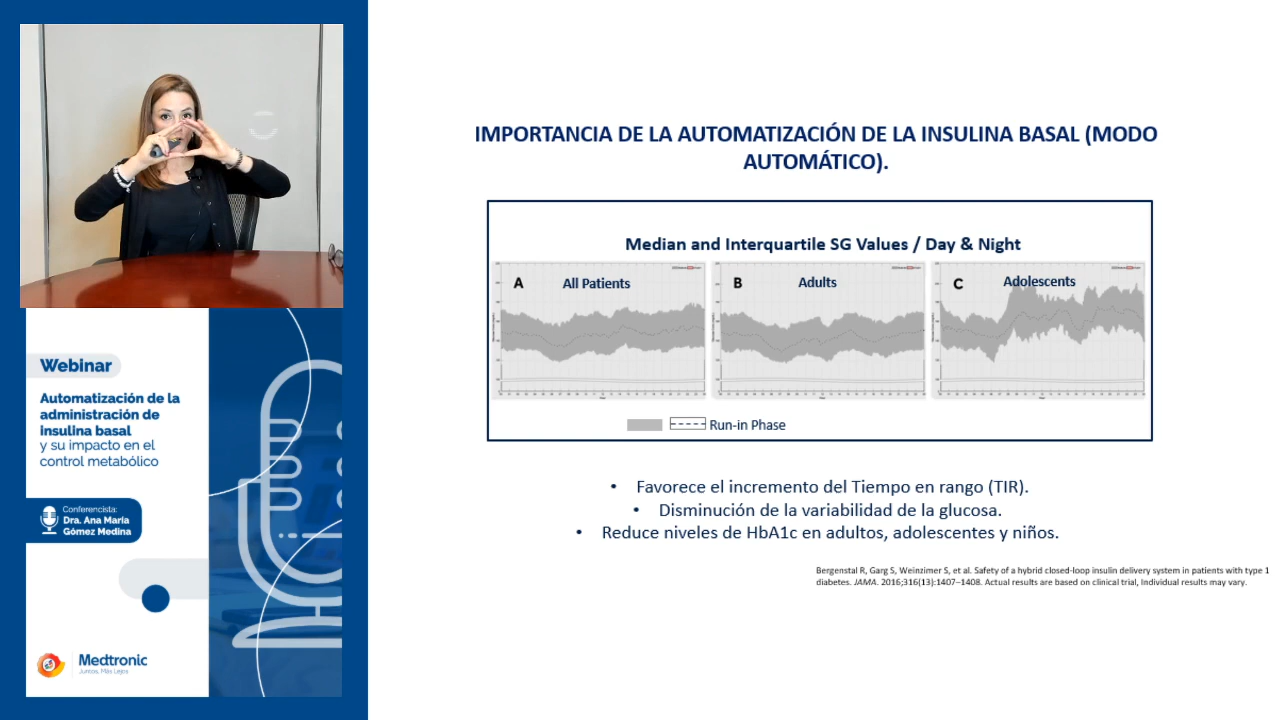 Webinar
Automatización de la
administración de
insulina basal
y su impacto en el
control metabólico
Conferencista:
Dra. Ana María
Gómez Medina
Medtronic
Juntos, Más Lejos
IMPORTANCIA DE LA AUTOMATIZACIÓN DE LA INSULINA BASAL (MODO
AUTOMÁTICO).
Median and Interquartile SG Values / Day & Night
A All Patients
B Adults
C Adolescents
Run-in Phase
• Favorece el incremento del Tiempo en rango (TIR).
• Disminución de la variabilidad de la glucosa.
• Reduce niveles de HbA1c en adultos, adolescentes y niños.
Bergenstal R, Garg S, Weinzimer S, et al. Safety of a hybrid closed-loop insulin delivery system in patients with type 1
diabetes. JAMA. 2016;316(13):1407–1408. Actual results are based on clinical trial, Individual results may vary.